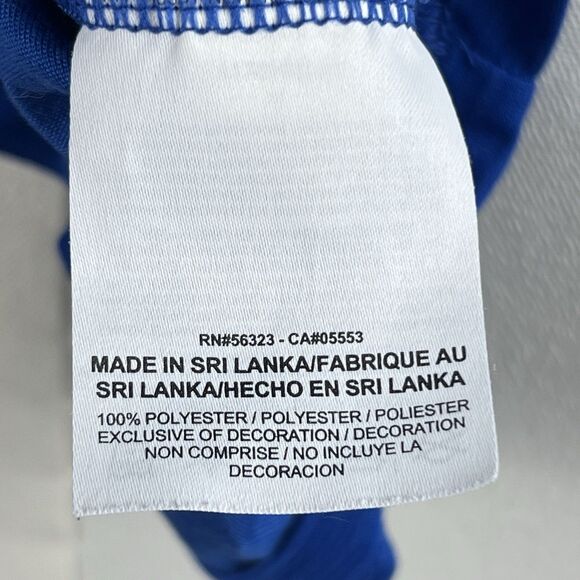 RN#56323 - CA#05553
MADE IN SRI LANKA/FABRIQUE AU
SRI LANKA/HECHO EN SRI LANKA
100% POLYESTER / POLYESTER / POLIESTER
EXCLUSIVE OF DECORATION / DECORATION
NON COMPRISE / NO INCLUYE LA
DECORACION